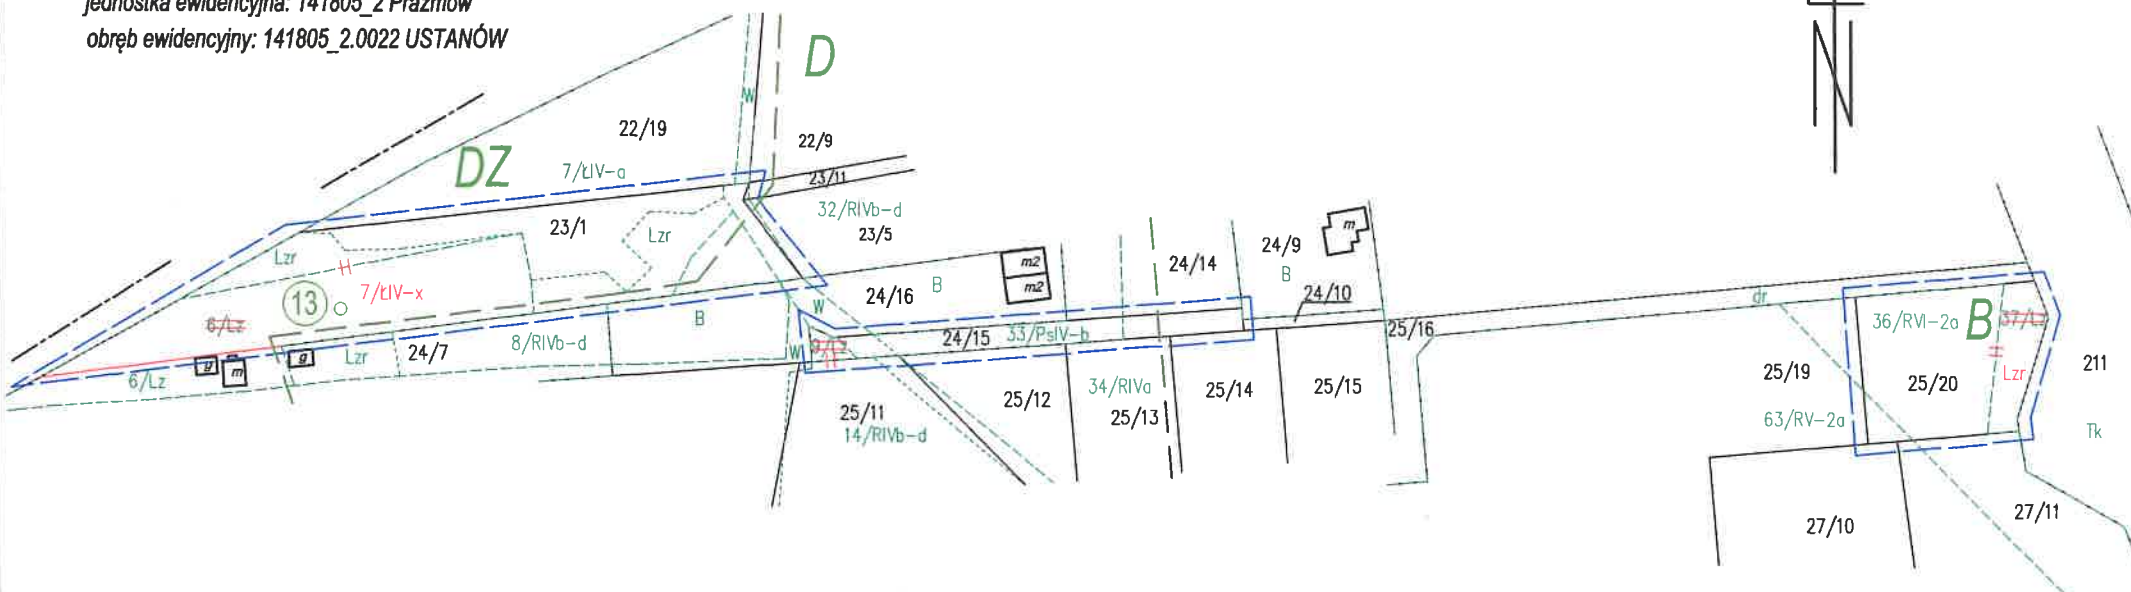 jednostka ewidencyjna: 141805_2 Prażmów
obręb ewidencyjny: 141805_2.0022 USTANÓW
N
D
W
22/19
22/9
DZ
7/ŁIV-a
23/11
32/RIVb-d
23/1
Lzr
23/5
Lzr
m
24/9
24/14
B
m2
m2
13
7/ŁIV-x
24/16
B
24/10
6/Lz
W
B
dr
36/RVI-2a
B
37/Lz
25/16
8/RIVb-d
24/15
33/PsIV-b
24/7
Lzr
g
g
m
W
6/Lz
25/19
25/20
Lzr
211
25/12
34/RIVa
25/14
25/15
25/11
25/13
14/RIVb-d
63/RV-2a
Tk
27/10
27/11